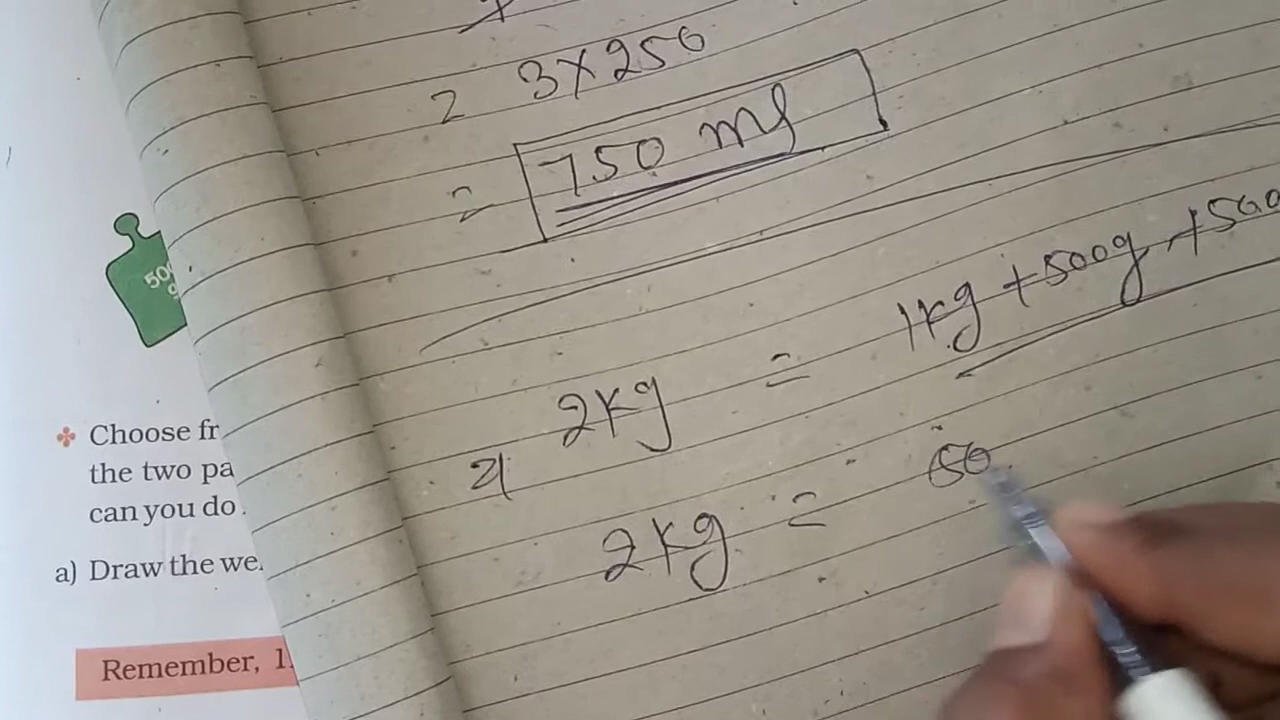 3×250
= 750 ml
2kg = 1kg +500g +500
2kg = 50
500
g
Choose fr
the two pa
can you do
a) Draw the we
Remember, 1